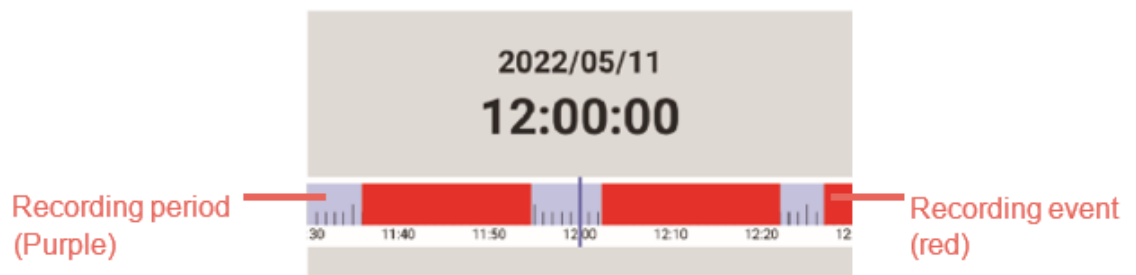 2022/05/11
12:00:00
Recording period
(Purple)
:30 11:40 11:50 12:00 12:10 12:20 12
Recording event
(red)